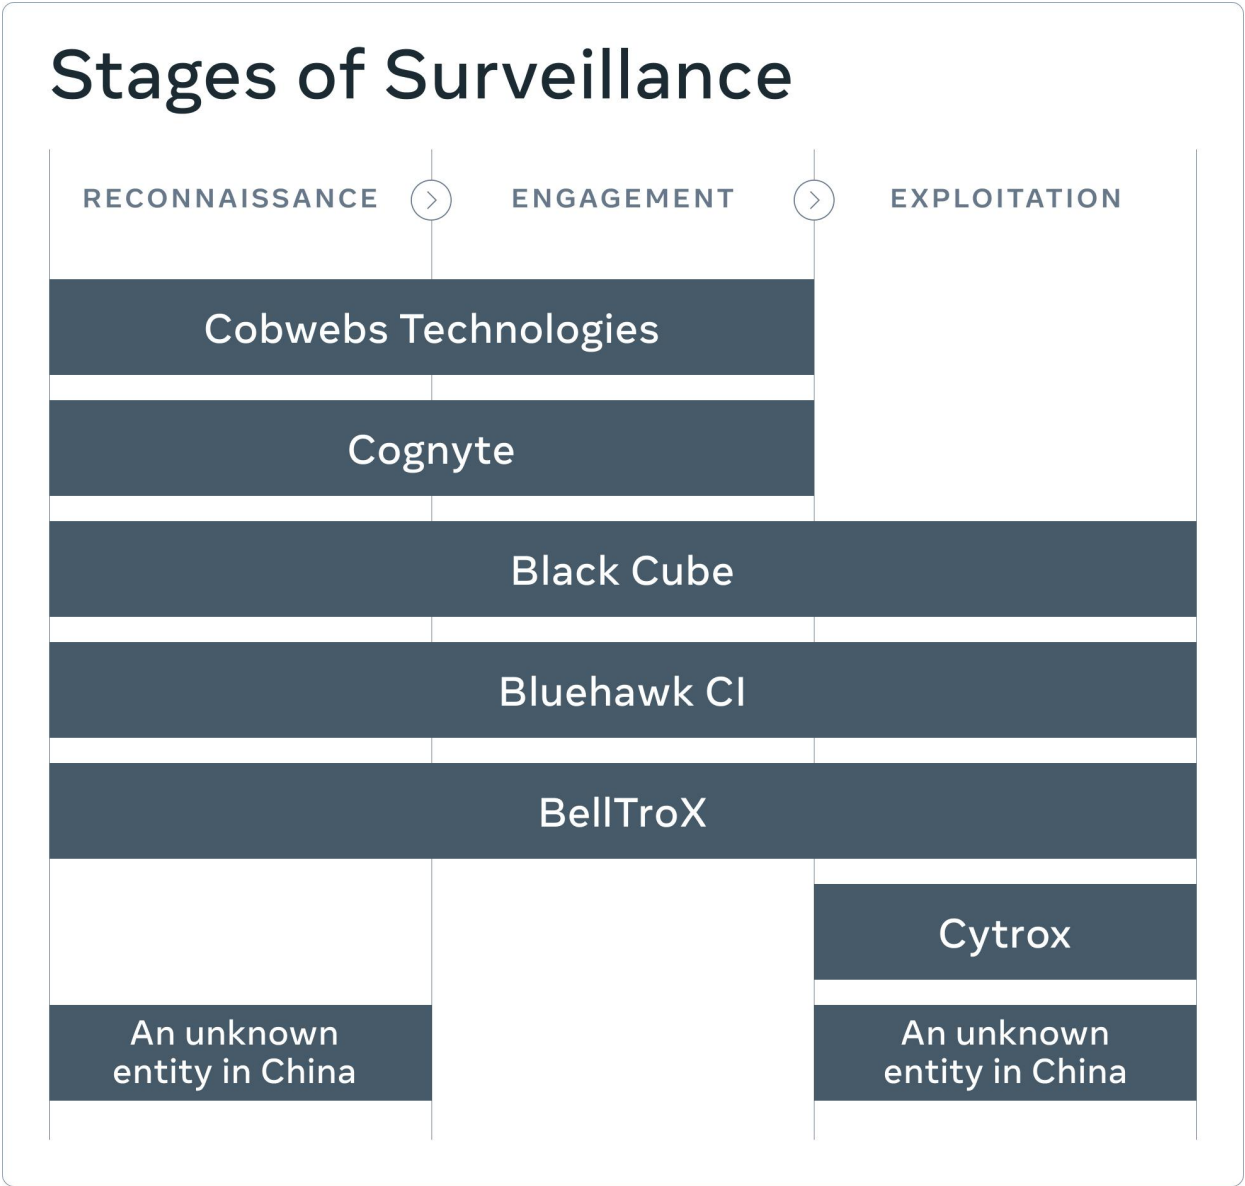 Stages of Surveillance
RECONNAISSANCE
ENGAGEMENT
EXPLOITATION
Cobwebs Technologies
Cognyte
Black Cube
Bluehawk CI
BellTroX
Cytrox
An unknown
entity in China
An unknown
entity in China